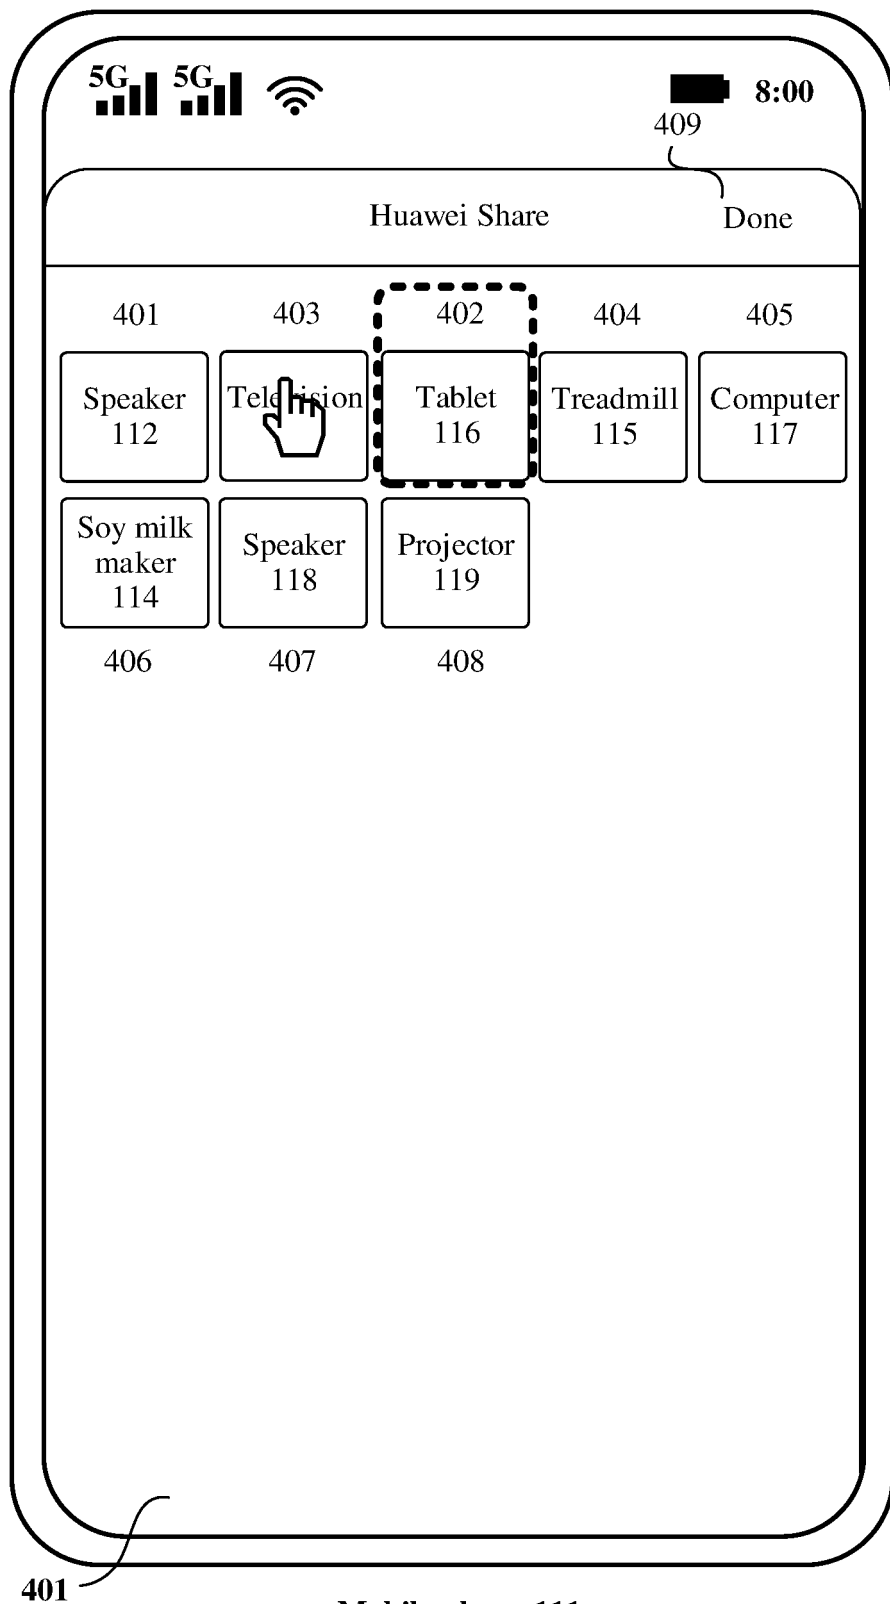 5G 5G 8:00
409
Huawei Share Done
401 403 402 404 405
Speaker Television Tablet Treadmill Computer
112 116 115 117
Soy milk
maker
114
Speaker
118
Projector
119
406 407 408
401